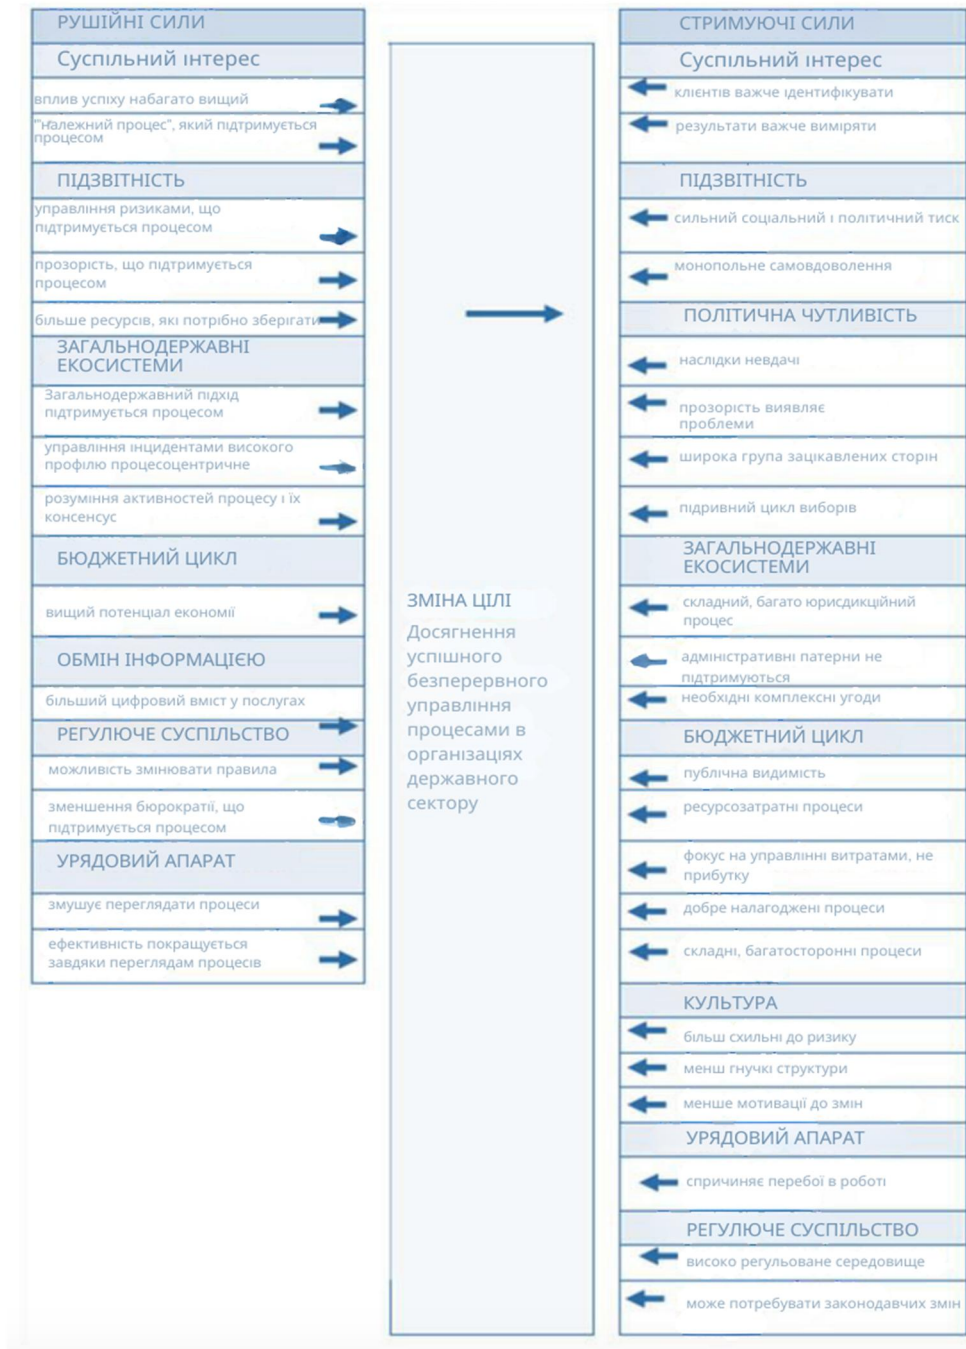 РУШІЙНІ СИЛИ
Суспільний інтерес
вплив успіху набагато вищий
"належний процес", який підтримується
процесом
ПІДЗВІТНІСТЬ
управління ризиками, що
підтримується процесом
прозорість, що підтримується
процесом
більше ресурсів, які потрібно зберігати
ЗАГАЛЬНОДЕРЖАВНІ
ЕКОСИСТЕМИ
Загальнодержавний підхід
підтримується процесом
управління інцидентами високого
профілю процесоцентричне
розуміння активностей процесу і їх
консенсус
БЮДЖЕТНИЙ ЦИКЛ
вищий потенціал економії
ОБМІН ІНФОРМАЦІЄЮ
більший цифровий вміст у послугах
РЕГУЛЮЧЕ СУСПІЛЬСТВО
можливість змінювати правила
зменшення бюрократії, що
підтримується процесом
УРЯДОВИЙ АПАРАТ
змушує переглядати процеси
ефективність покращується
завдяки переглядам процесів
ЗМІНА ЦІЛІ
Досягнення
успішного
безперервного
управління
процесами в
організаціях
державного
сектору
СТРИМУЮЧІ СИЛИ
Суспільний інтерес
клієнтів важче ідентифікувати
результати важче виміряти
ПІДЗВІТНІСТЬ
сильний соціальний і політичний тиск
монопольне самовдоволення
ПОЛІТИЧНА ЧУТЛИВІСТЬ
наслідки невдачі
прозорість виявляє
проблеми
широка група зацікавлених сторін
підривний цикл виборів
ЗАГАЛЬНОДЕРЖАВНІ
ЕКОСИСТЕМИ
складний, багато юрисдикційний
процес
адміністративні патерни не
підтримуються
необхідні комплексні угоди
БЮДЖЕТНИЙ ЦИКЛ
публічна видимість
ресурсозатратні процеси
фокус на управлінні витратами, не
прибутку
добре налагоджені процеси
складні, багатосторонні процеси
КУЛЬТУРА
більш схильні до ризику
менш гнучкі структури
менше мотивації до змін
УРЯДОВИЙ АПАРАТ
спричиняє перебої в роботі
РЕГУЛЮЧЕ СУСПІЛЬСТВО
високо регульоване середовище
може потребувати законодавчих змін